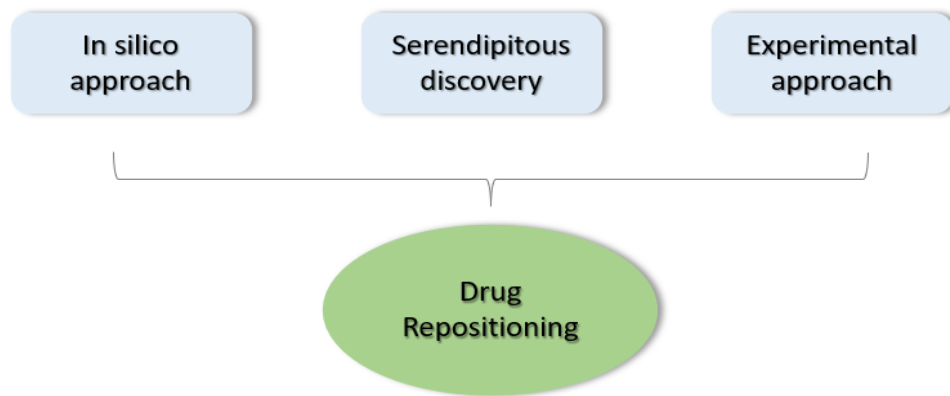 In silico
approach
Serendipitous
discovery
Experimental
approach
Drug
Repositioning